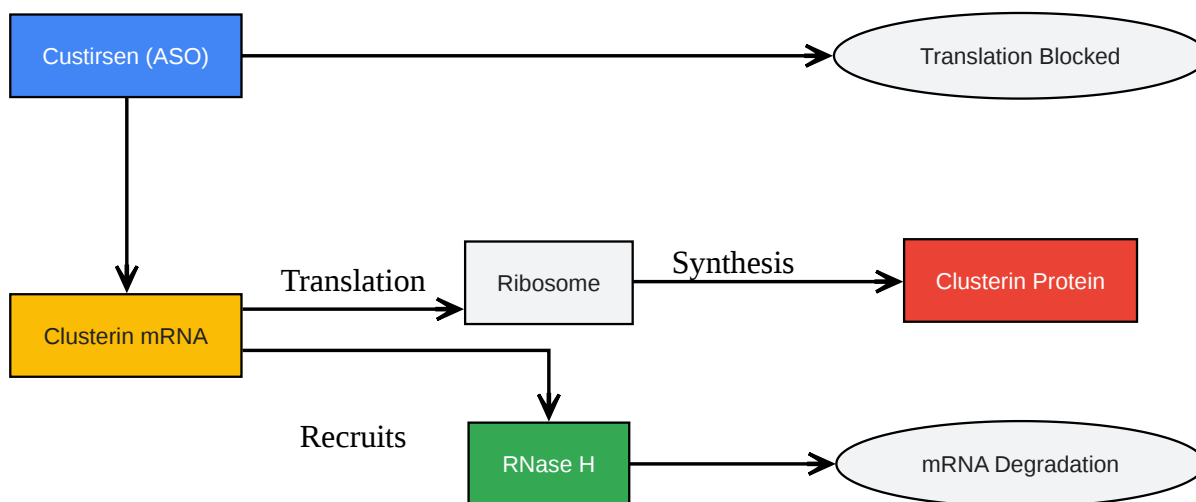 Custirsen (ASO)
Translation Blocked
Translation
Ribosome
Synthesis
Clusterin Protein
Clusterin mRNA
Recruits
RNase H
mRNA Degradation